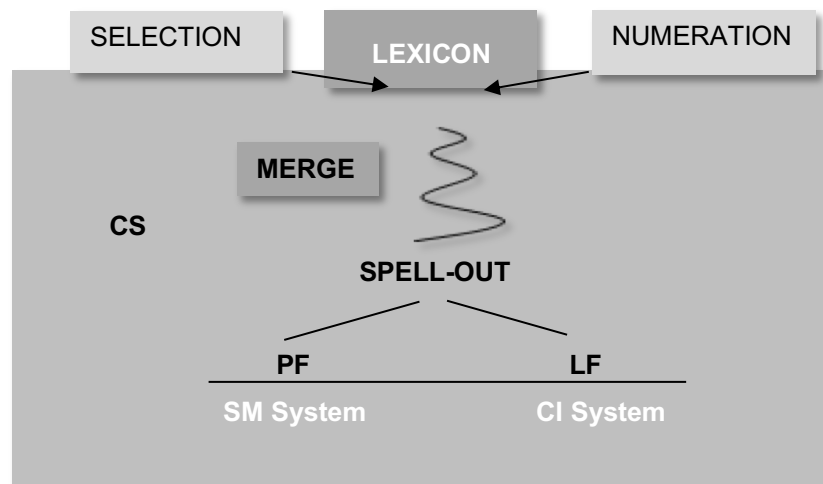 SELECTION
LEXICON
NUMERATION
MERGE
CS
SPELL-OUT
PF
LF
SM System
CI System